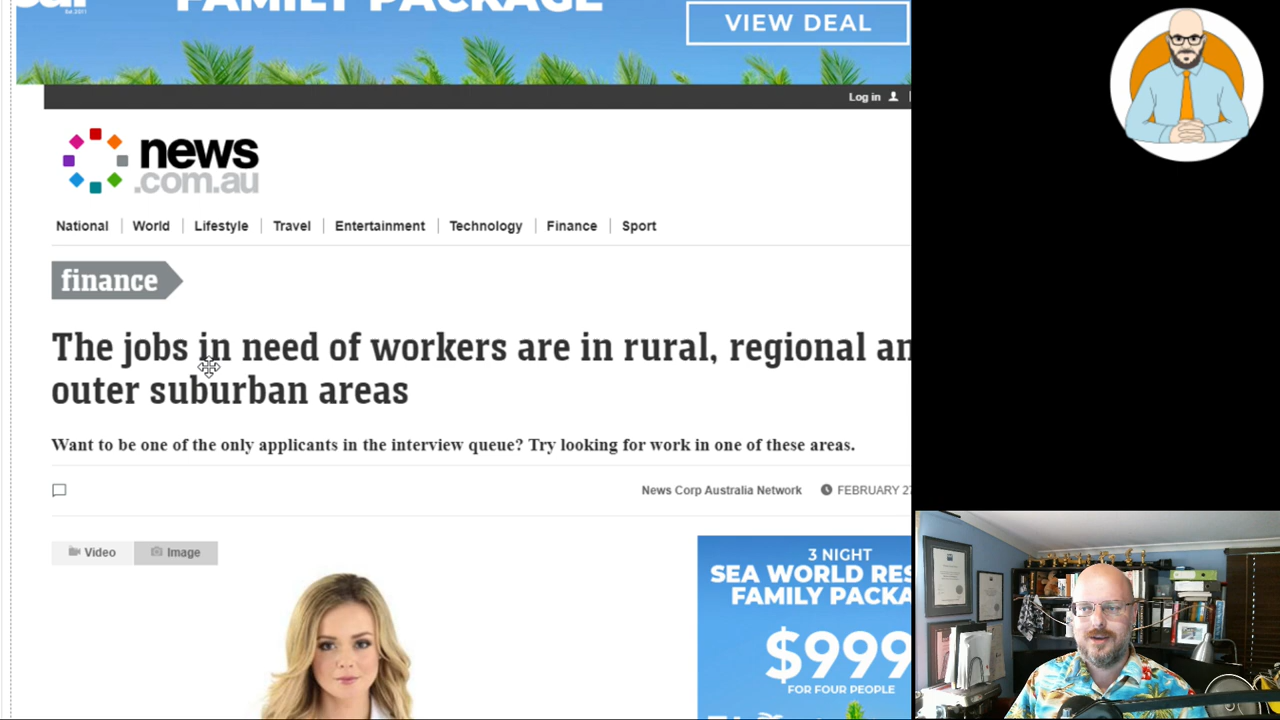 Est 2011
FAMILY PACKAGE
VIEW DEAL
Log in
news
.com.au
National
World
Lifestyle
Travel
Entertainment
Technology
Finance
Sport
finance
The jobs in need of workers are in rural, regional an
outer suburban areas
Want to be one of the only applicants in the interview queue? Try looking for work in one of these areas.
News Corp Australia Network
FEBRUARY 27
Video
Image
3 NIGHT
SEA WORLD RES
FAMILY PACKA
$999
FOR FOUR PEOPLE